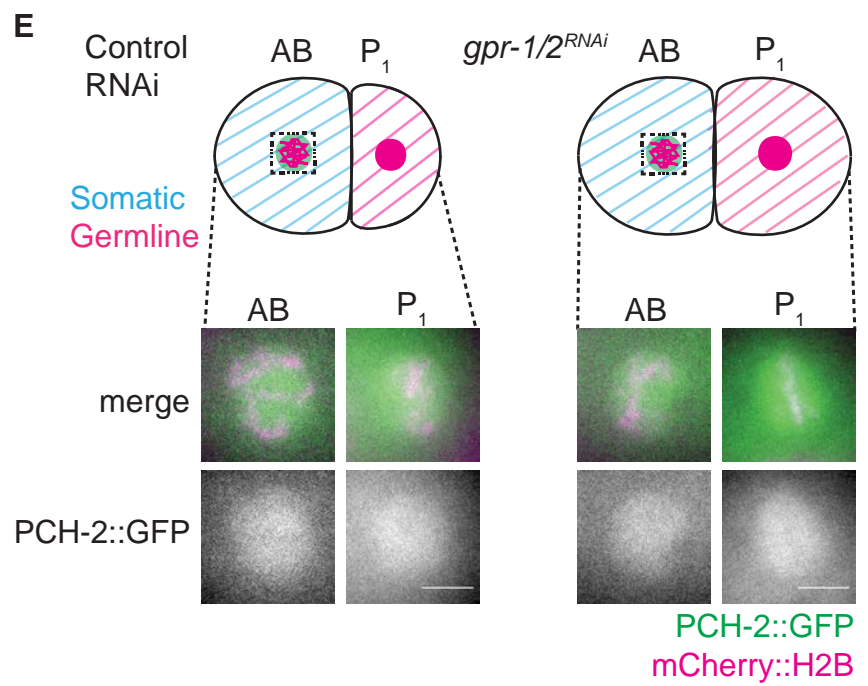 E
Control RNAi
AB P1
gpr-1/2RNAi
AB P1
Somatic
Germline
AB P1
AB P1
merge
PCH-2::GFP
PCH-2::GFP
mCherry::H2B